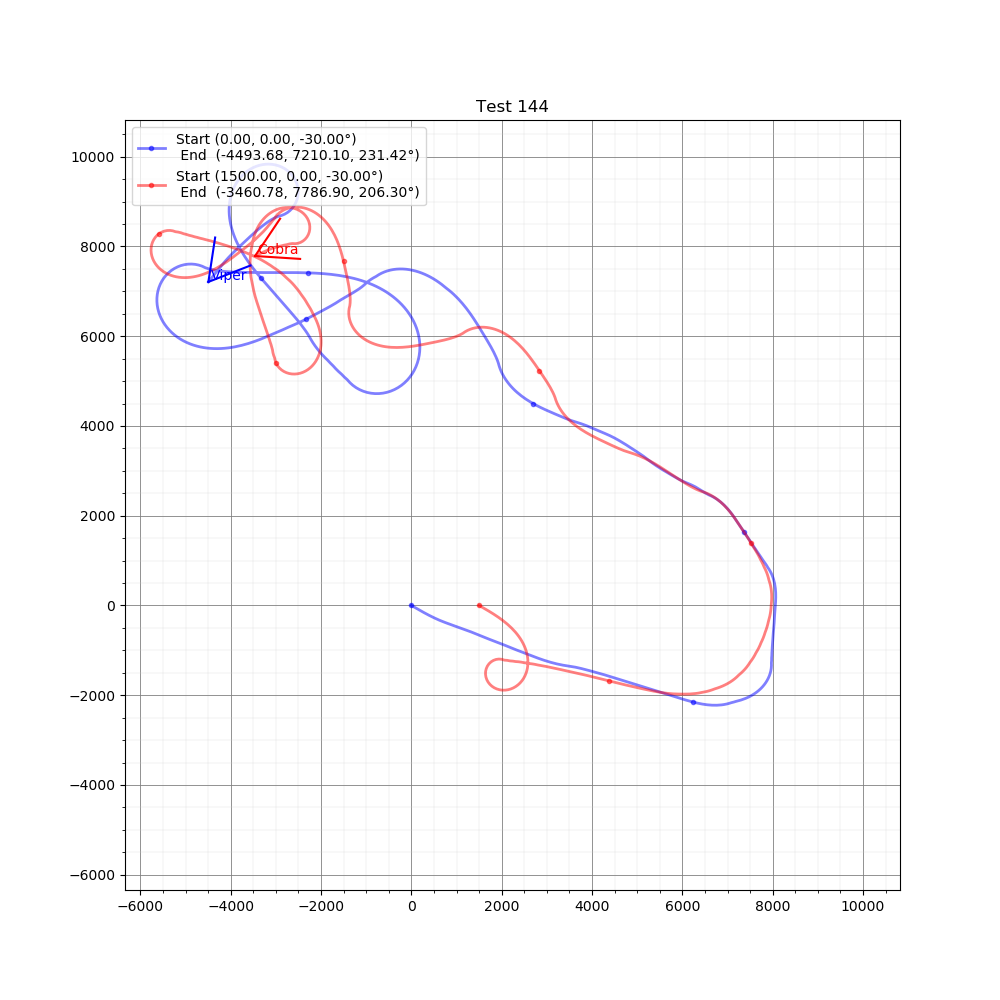 Test 144
Start (0.00, 0.00, -30.00°)
End (-4493.68, 7210.10, 231.42°)
Start (1500.00, 0.00, -30.00°)
End (-3460.78, 7786.90, 206.30°)
10000
8000
6000
4000
2000
0
−2000
−4000
−6000
Cobra
Viper
−6000 −4000 −2000 0 2000 4000 6000 8000 10000